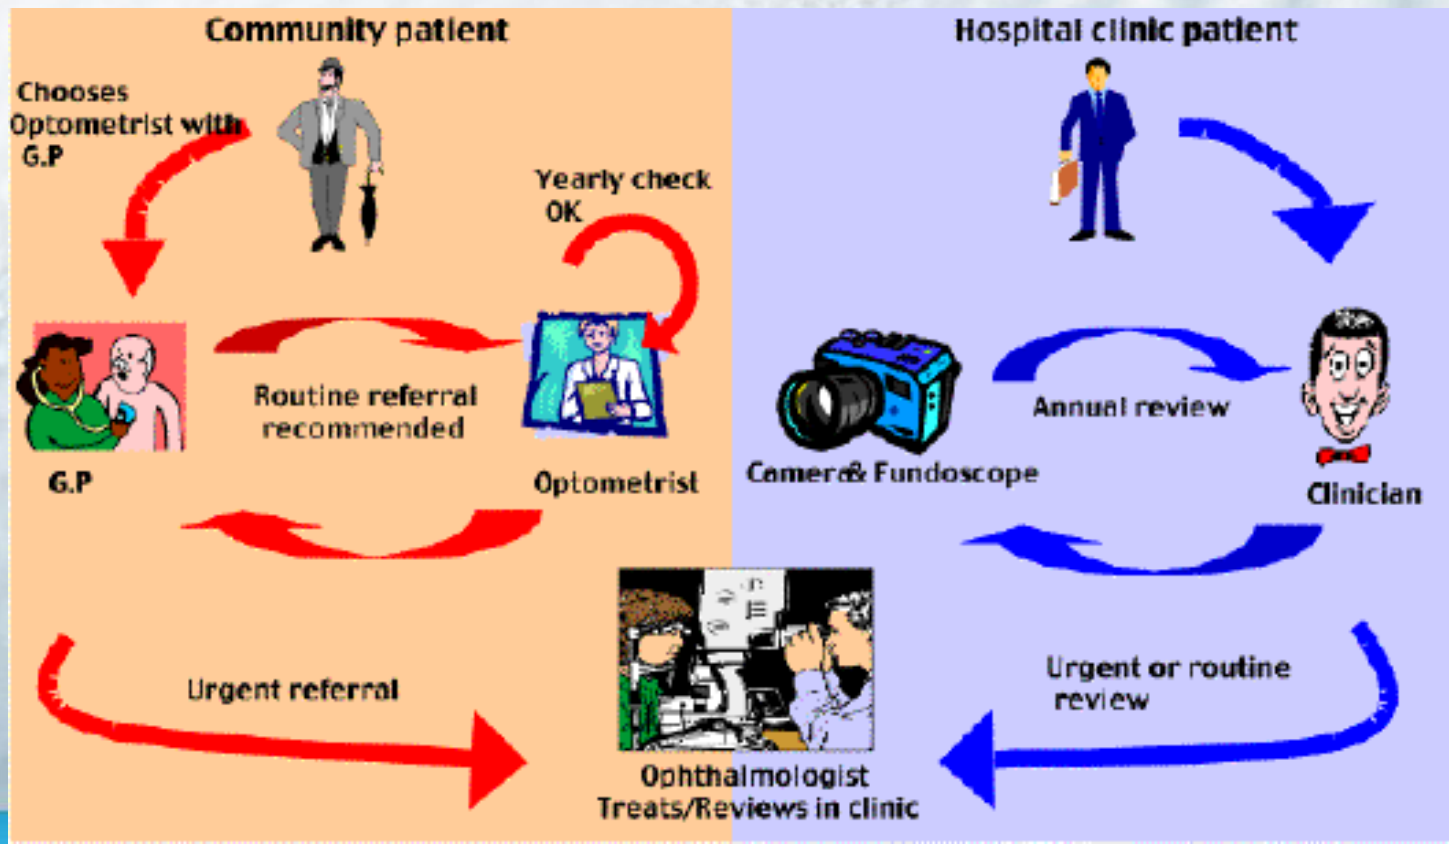 Community patient
Chooses
Optometrist with
G.P
Yearly check
OK
Routine referral
recommended
G.P
Optometrist
Urgent referral
Hospital clinic patient
Annual review
Camera& Fundoscope
Clinician
Urgent or routine
review
Ophthalmologist
Treats/Reviews in clinic